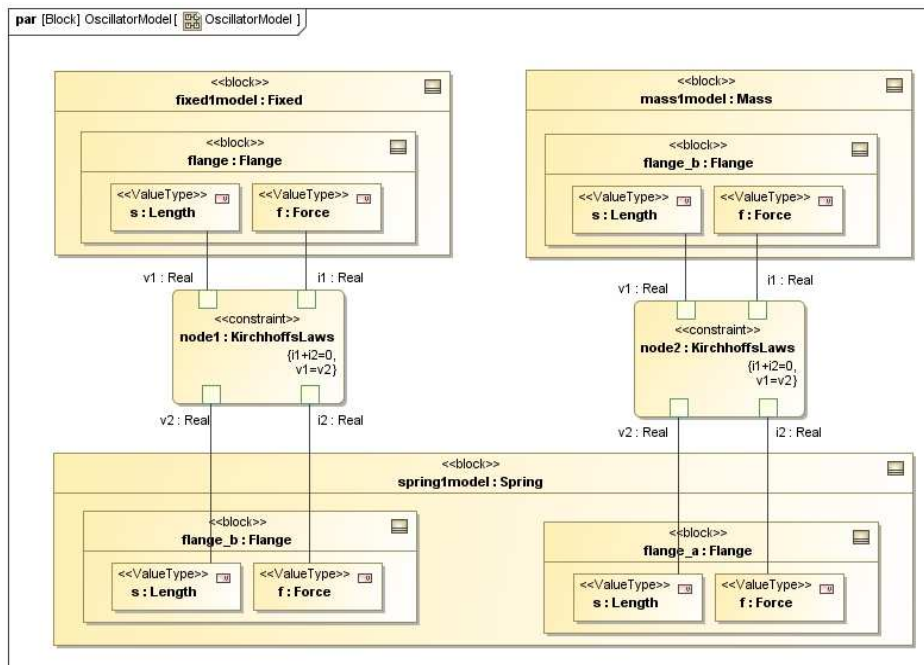 par [Block] OscillatorModel [ OscillatorModel ]
<<block>>
fixed1model : Fixed
<<block>>
flange : Flange
<<ValueType>>
s : Length
<<ValueType>>
f : Force
<<block>>
mass1model : Mass
<<block>>
flange_b : Flange
<<ValueType>>
s : Length
<<ValueType>>
f : Force
v1 : Real
i1 : Real
<<constraint>>
node1 : KirchhoffsLaws
{i1+i2=0,
v1=v2}
v2 : Real
i2 : Real
v1 : Real
i1 : Real
<<constraint>>
node2 : KirchhoffsLaws
{i1+i2=0,
v1=v2}
v2 : Real
i2 : Real
<<block>>
spring1model : Spring
<<block>>
flange_b : Flange
<<ValueType>>
s : Length
<<ValueType>>
f : Force
<<block>>
flange_a : Flange
<<ValueType>>
s : Length
<<ValueType>>
f : Force